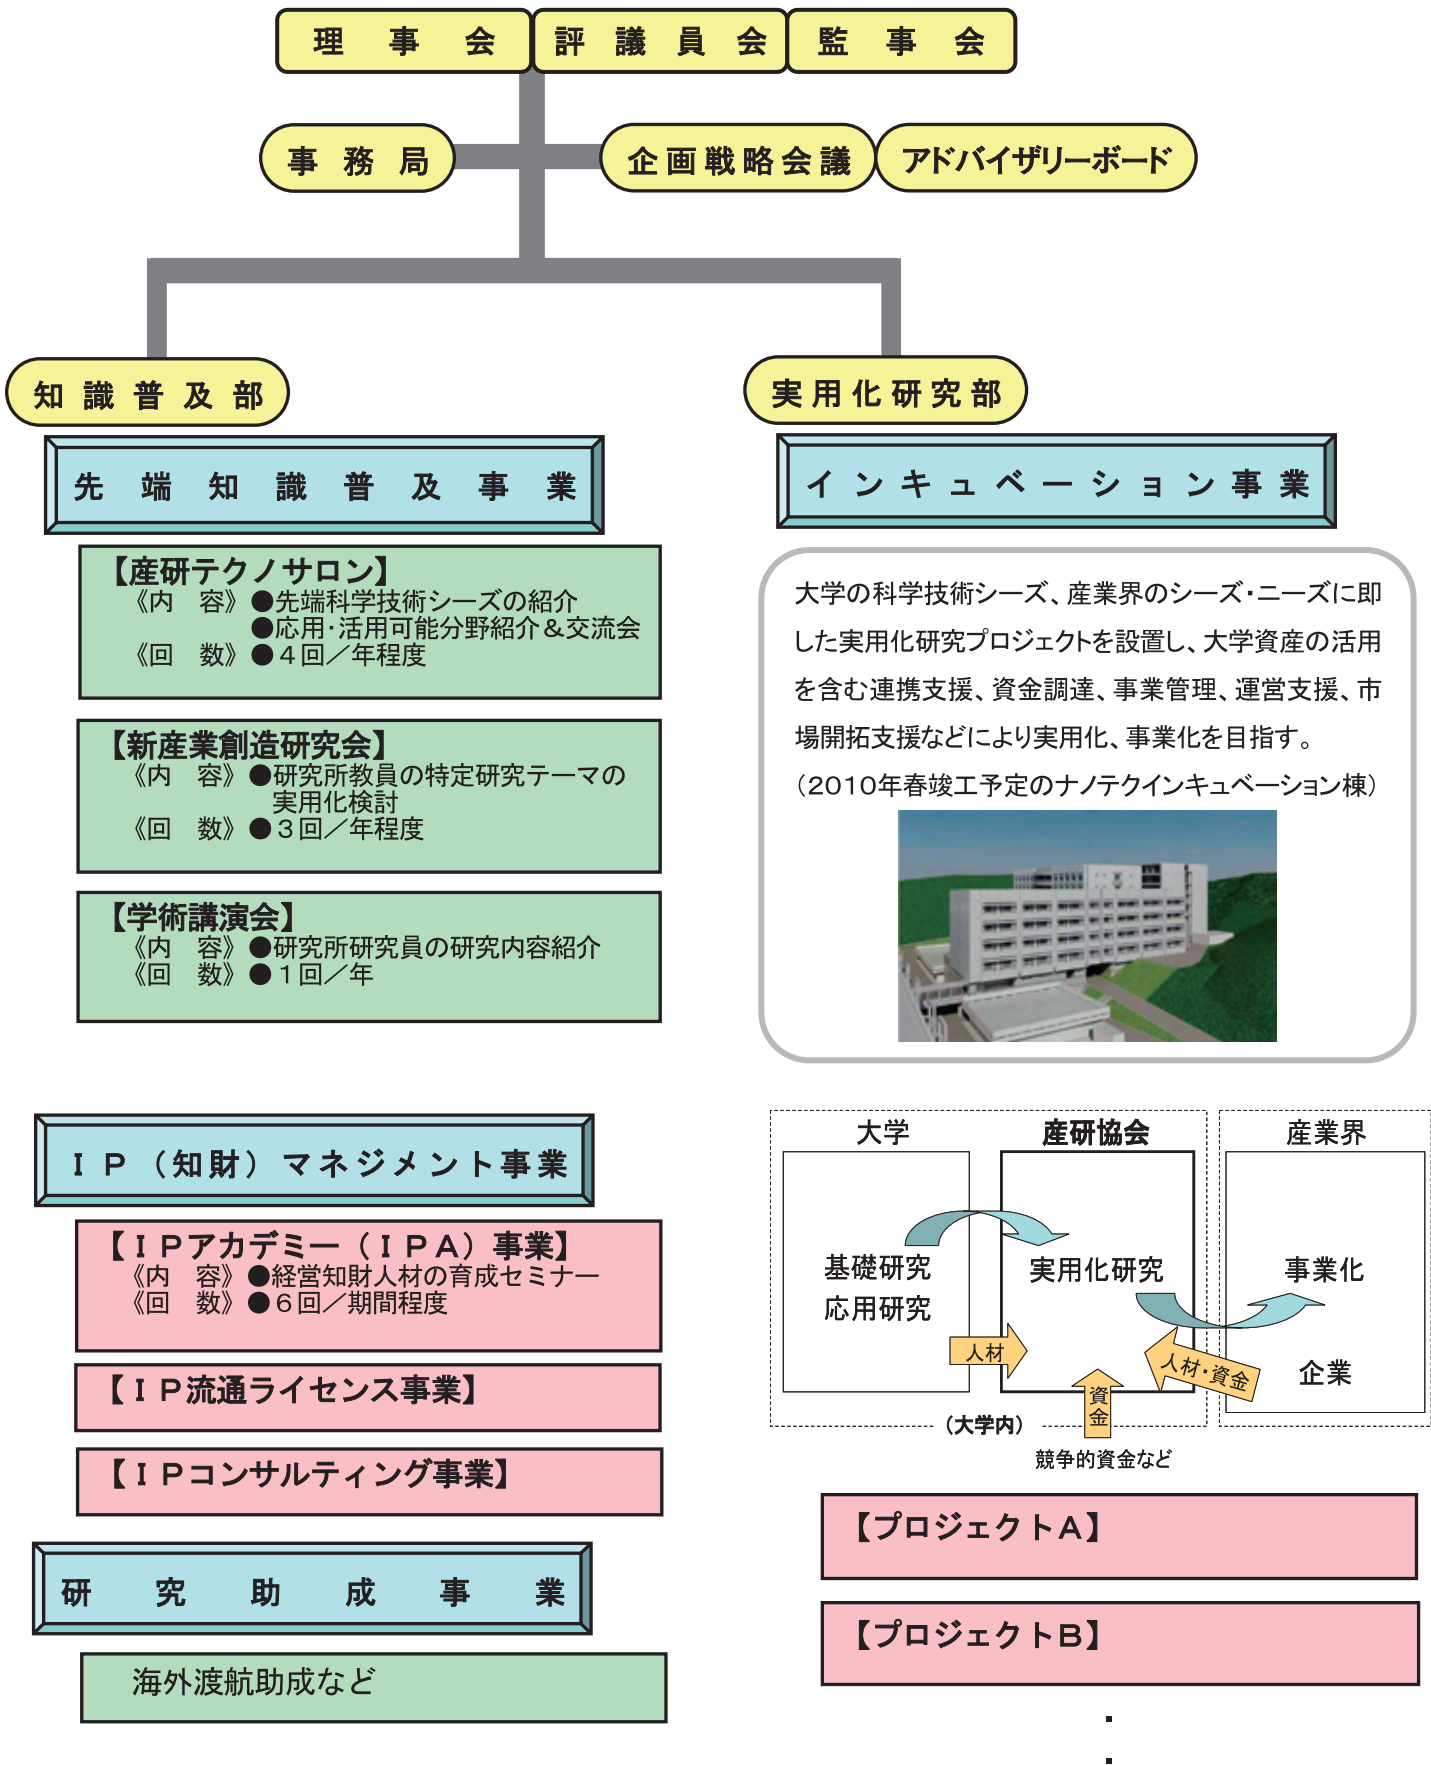 理事会
評議員会
監事会
事務局
企画戦略会議
アドバイザリーボード
知識普及部
先端知識普及事業
【産研テクノサロン】
《内　容》●先端科学技術シーズの紹介
●応用・活用可能分野紹介＆交流会
《回　数》●４回／年程度
【新産業創造研究会】
《内　容》●研究所教員の特定研究テーマの
実用化検討
《回　数》●３回／年程度
【学術講演会】
《内　容》●研究所研究員の研究内容紹介
《回　数》●１回／年
ＩＰ（知財）マネジメント事業
【ＩＰアカデミー（ＩＰＡ）事業】
《内　容》●経営知財人材の育成セミナー
《回　数》●６回／期間程度
【ＩＰ流通ライセンス事業】
【ＩＰコンサルティング事業】
研究助成事業
海外渡航助成など
実用化研究部
インキュベーション事業
大学の科学技術シーズ、産業界のシーズ・ニーズに即
した実用化研究プロジェクトを設置し、大学資産の活用
を含む連携支援、資金調達、事業管理、運営支援、市
場開拓支援などにより実用化、事業化を目指す。
（2010年春竣工予定のナノテクインキュベーション棟）
大学
産研協会
産業界
基礎研究
応用研究
実用化研究
事業化
人材
人材・資金
企業
資金
（大学内）
競争的資金など
【プロジェクトＡ】
【プロジェクトＢ】
・
・